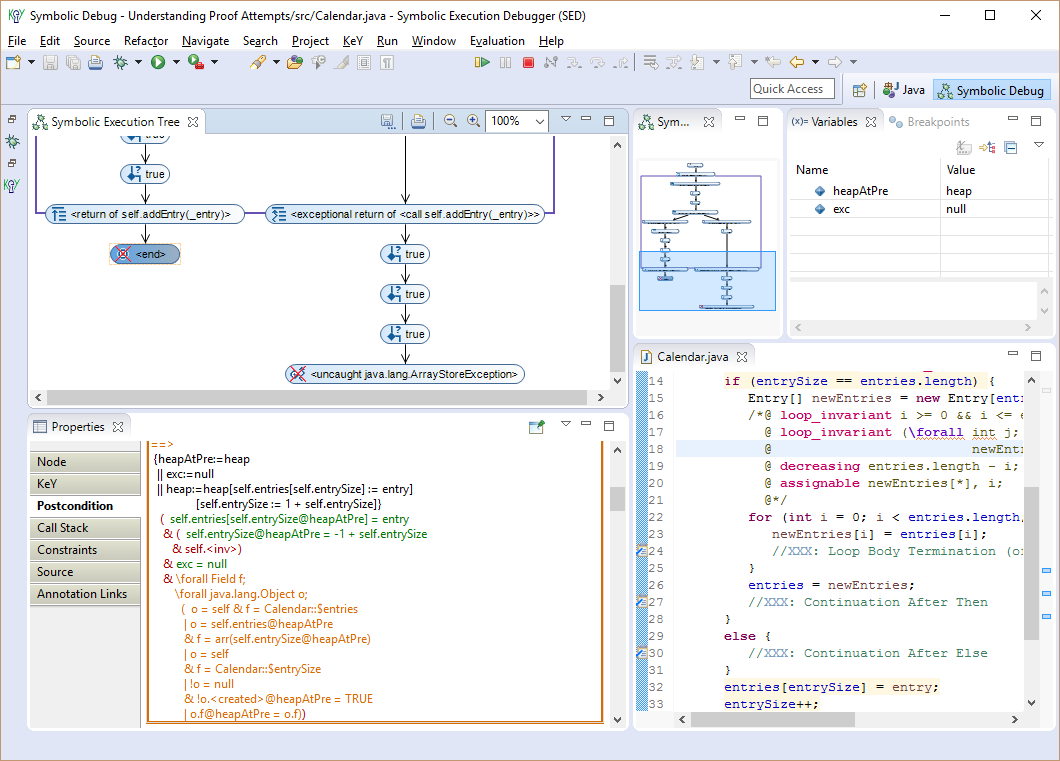 KeY Symbolic Debug - Understanding Proof Attempts/src/Calendar.java - Symbolic Execution Debugger (SED)
File Edit Source Refactor Navigate Search Project KeY Run Window Evaluation Help
Quick Access Java Symbolic Debug
Symbolic Execution Tree
100%
true
true
<return of self.addEntry(_entry)> <exceptional return of <call self.addEntry(_entry)>>
<end> true
true
true
<uncaught java.lang.ArrayStoreException>
KeY
Sym...
(x)= Variables Breakpoints
Name Value
heapAtPre heap
exc null
Properties
Node
KeY
Postcondition
Call Stack
Constraints
Source
Annotation Links
==>
{heapAtPre:=heap
|| exc:=null
|| heap:=heap[self.entries[self.entrySize] := entry]
[self.entrySize := 1 + self.entrySize]}
( self.entries[self.entrySize@heapAtPre] = entry
& ( self.entrySize@heapAtPre = -1 + self.entrySize
& self.<inv>)
& exc = null
& \forall Field f;
\forall java.lang.Object o;
( o = self & f = Calendar::$entries
| o = self.entries@heapAtPre
& f = arr(self.entrySize@heapAtPre)
| o = self
& f = Calendar::$entrySize
| !o = null
& !o.<created>@heapAtPre = TRUE
| o.f@heapAtPre = o.f))
Calendar.java
14 if (entrySize == entries.length) {
15 Entry[] newEntries = new Entry[entr
16 /*@ loop_invariant i >= 0 && i <= e
17 @ loop_invariant (\forall int j;
18 @ newEntri
19 @ decreasing entries.length - i;
20 @ assignable newEntries[*], i;
21 @*/
22 for (int i = 0; i < entries.length;
23 newEntries[i] = entries[i];
24 //XXX: Loop Body Termination (of
25 }
26 entries = newEntries;
27 //XXX: Continuation After Then
28 }
29 else {
30 //XXX: Continuation After Else
31 }
32 entries[entrySize] = entry;
33 entrySize++;